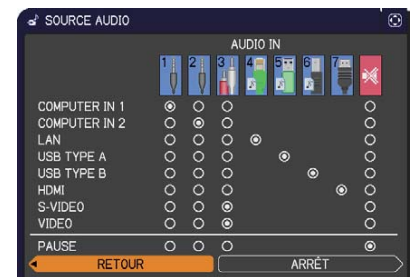 SOURCE AUDIO
AUDIO IN
1 2 3 4 5 6 7
COMPUTER IN 1
COMPUTER IN 2
LAN
USB TYPE A
USB TYPE B
HDMI
S-VIDEO
VIDEO
PAUSE
RETOUR ARRÊT